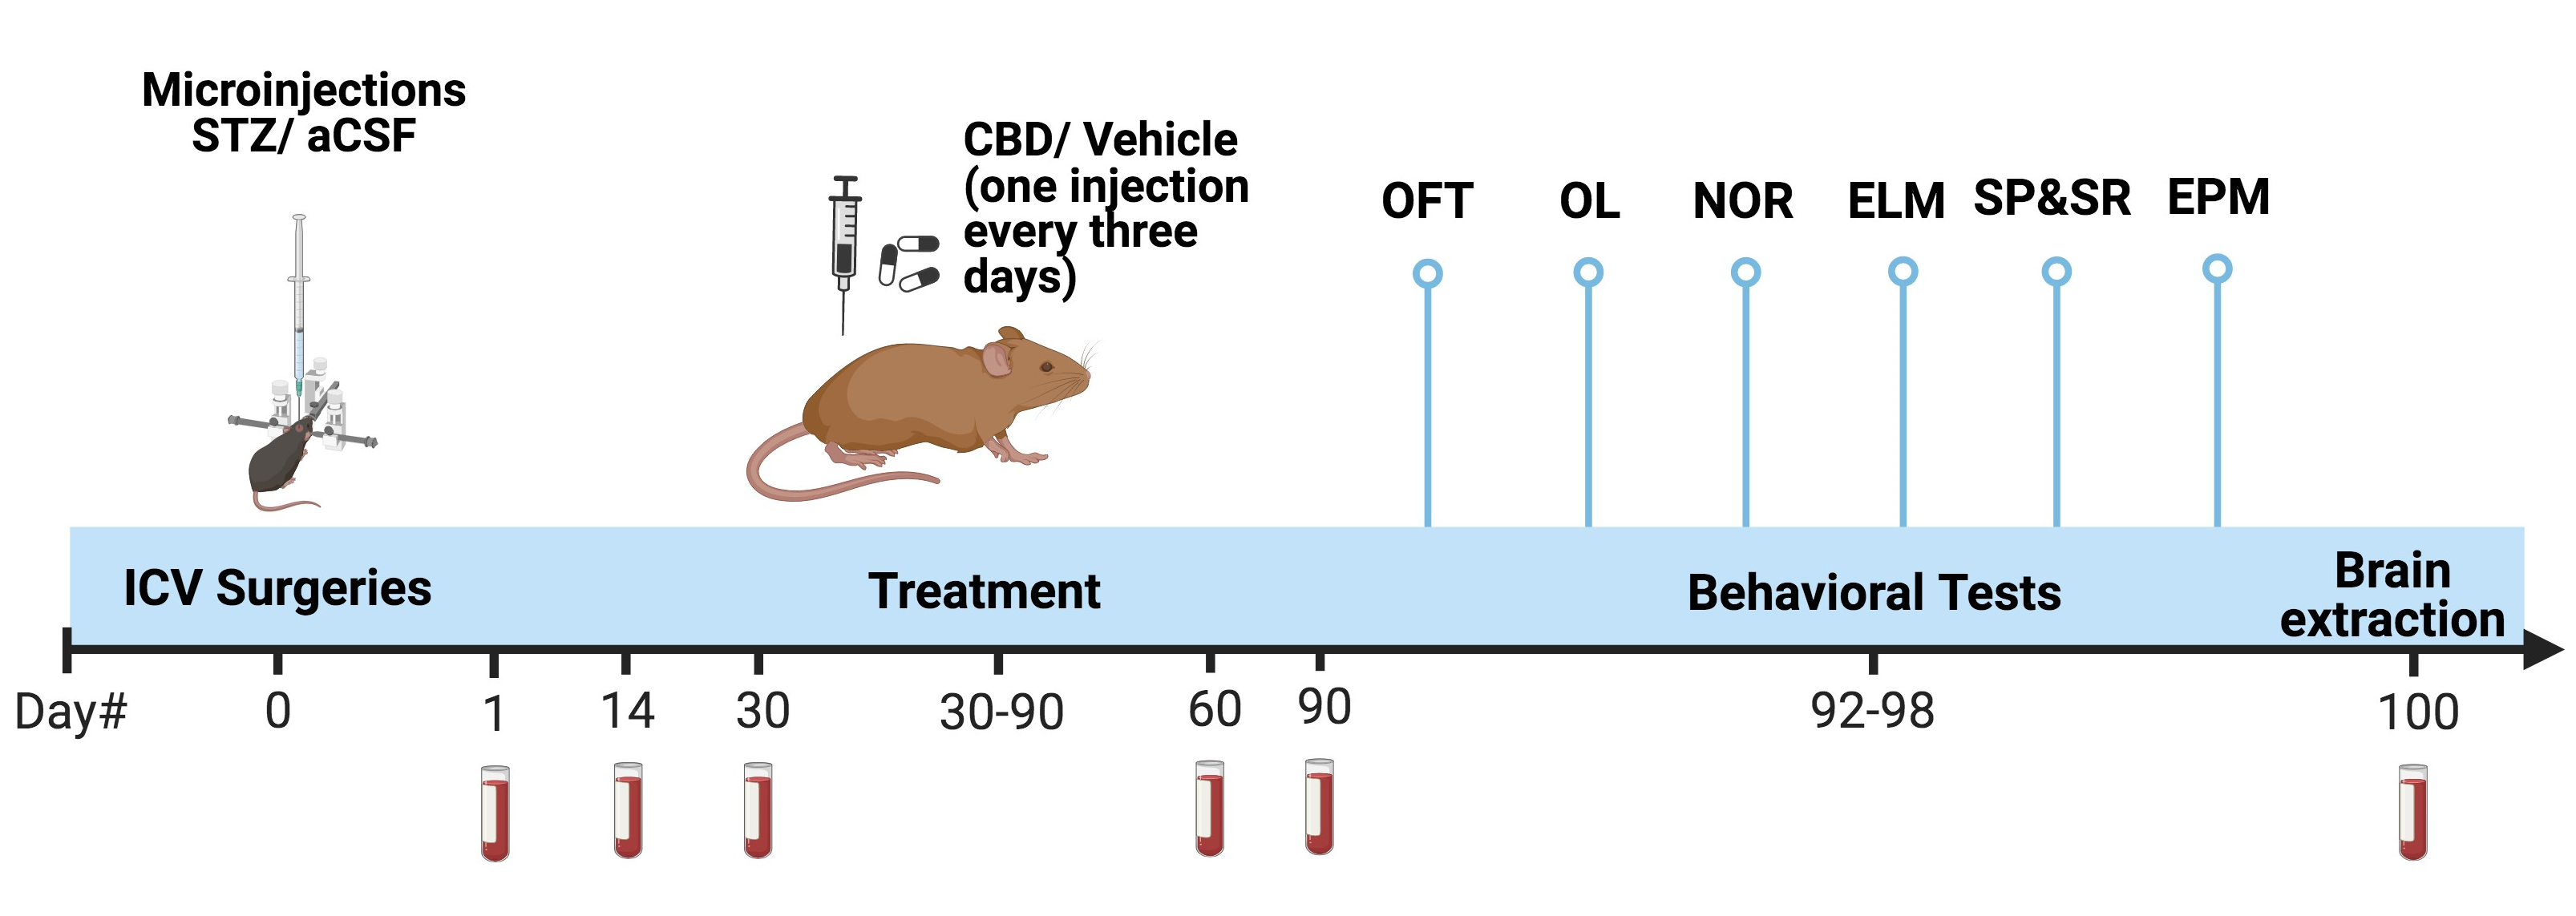 Microinjections
STZ/ aCSF
CBD/ Vehicle
(one injection
every three
days)
OFT
OL
NOR
ELM
SP&SR
EPM
ICV Surgeries
Treatment
Behavioral Tests
Brain
extraction
Day#
0
1
14
30
30-90
60
90
92-98
100